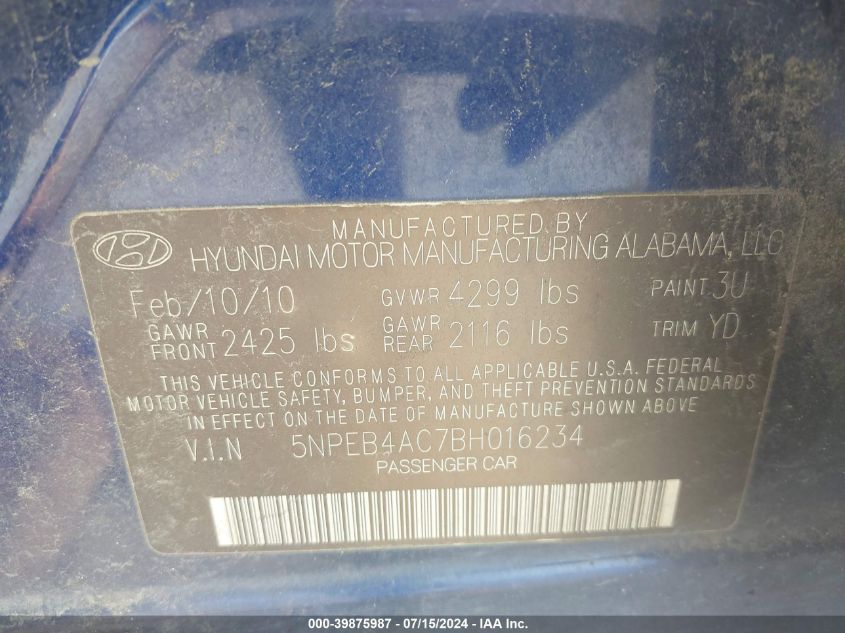 MANUFACTURED BY
HYUNDAI MOTOR MANUFACTURING ALABAMA, LLC
Feb/10/10 GVWR 4299 lbs PAINT 3U
GAWR FRONT 2425 lbs GAWR REAR 2116 lbs TRIM YD
THIS VEHICLE CONFORMS TO ALL APPLICABLE U.S.A. FEDERAL
MOTOR VEHICLE SAFETY, BUMPER, AND THEFT PREVENTION STANDARDS
IN EFFECT ON THE DATE OF MANUFACTURE SHOWN ABOVE
V.I.N 5NPEB4AC7BH016234
PASSENGER CAR
000-39875987 - 07/15/2024 - IAA Inc.